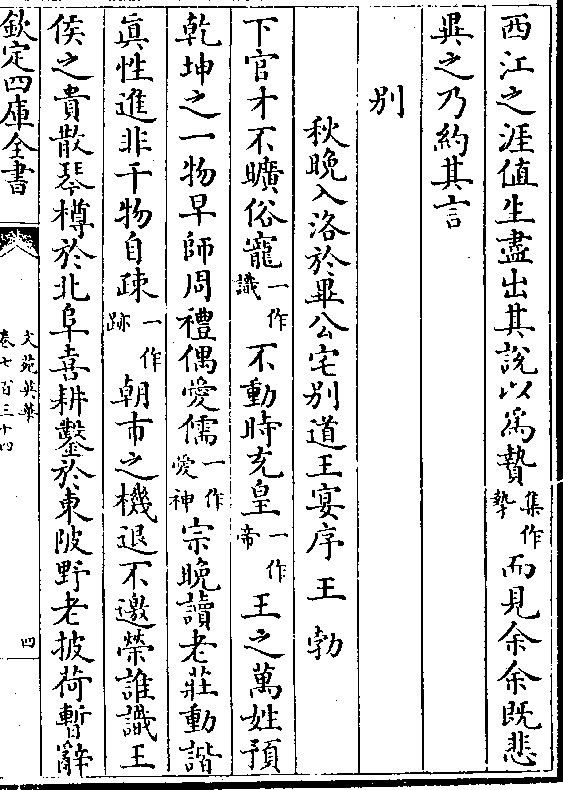 西江之涯值生盡出其說以爲贄集作摯而見余余既悲
異之乃約其言
别
秋晚入洛於畢公宅别道王宴序王勃
下官才不曠俗寵一作識不動時充皇一作帝王之萬姓預
乾坤之一物早師周禮偶愛儒一作愛神宗晚讀老莊動諧
眞性進非干物自疎一作跡朝市之機退不邀榮誰識王
侯之貴散琴樽於北阜喜耕鑿於東陂野老披荷暫辭
欽定四庫全書
文苑英華
卷七百三十四
四